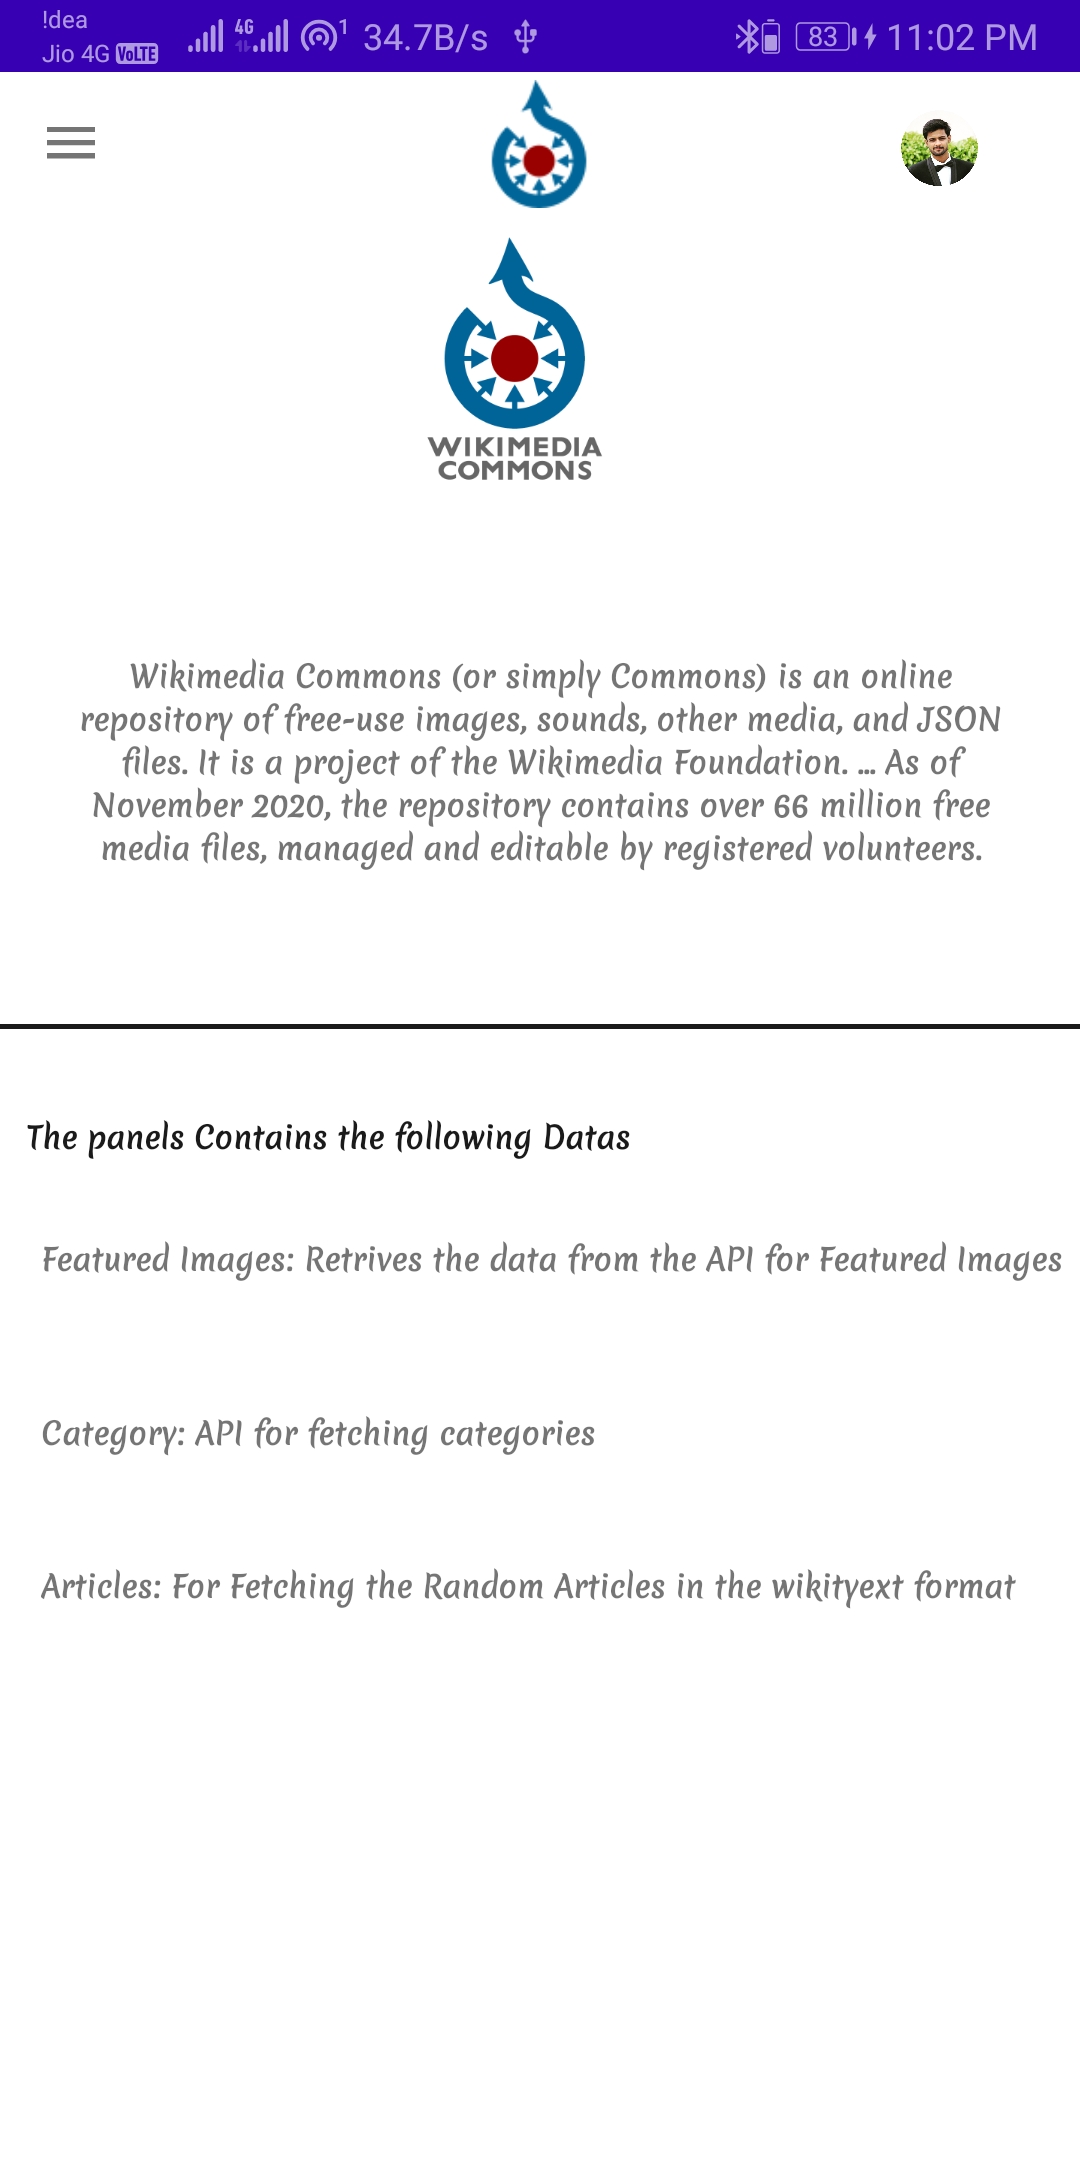 !dea
Jio 4G VoLTE 4G 1 34.7B/s 83 11:02 PM
WIKIMEDIA
COMMONS
Wikimedia Commons (or simply Commons) is an online
repository of free-use images, sounds, other media, and JSON
files. It is a project of the Wikimedia Foundation. ... As of
November 2020, the repository contains over 66 million free
media files, managed and editable by registered volunteers.
The panels Contains the following Datas
Featured Images: Retrives the data from the API for Featured Images
Category: API for fetching categories
Articles: For Fetching the Random Articles in the wikityext format